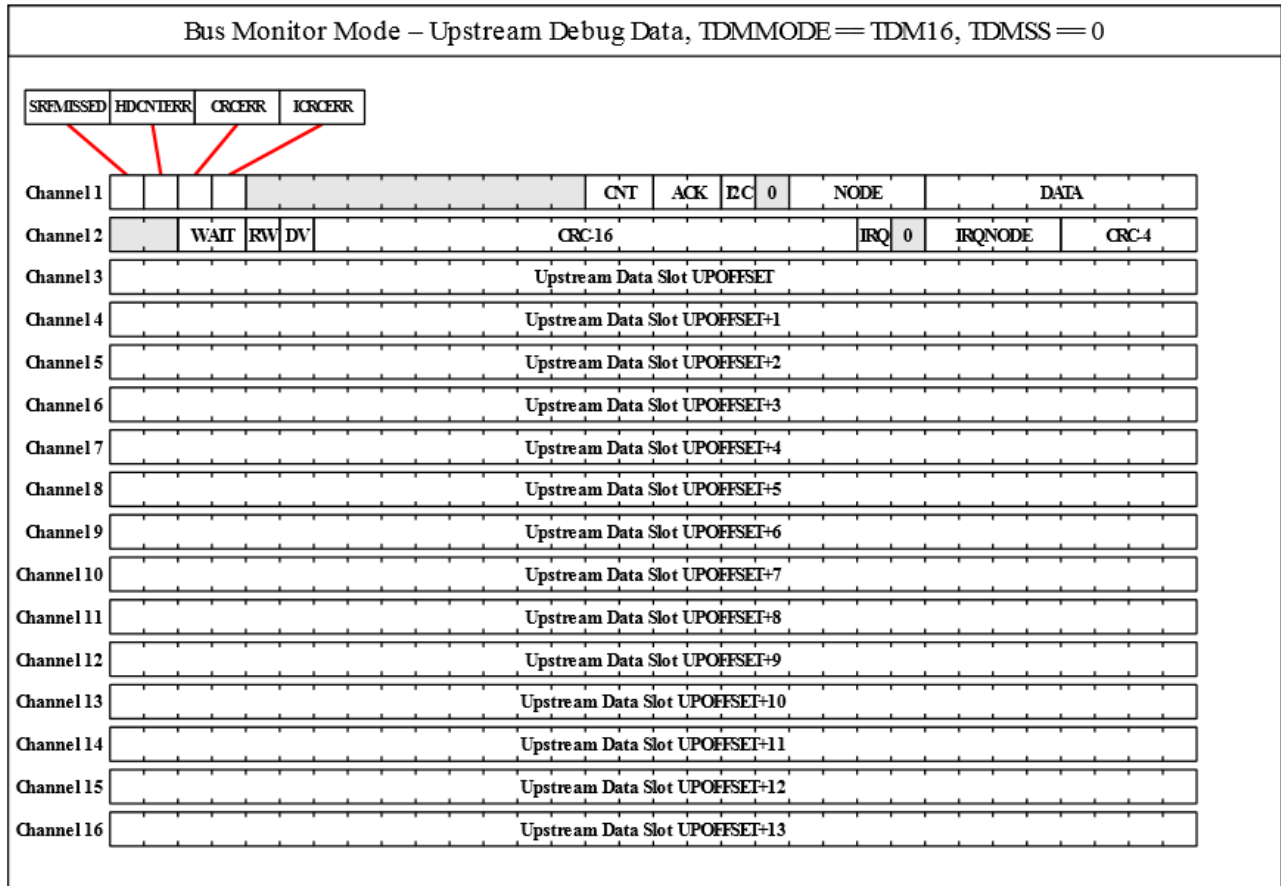 Bus Monitor Mode – Upstream Debug Data, TDMMODE == TDM16, TDMSS == 0
SRFMISSED HDCNTERR CRCERR ICRCERR
Channel 1 CNT ACK I2C 0 NODE DATA
Channel 2 WAIT RW DV CRC-16 IRQ 0 IRQNODE CRC-4
Channel 3 Upstream Data Slot UPOFFSET
Channel 4 Upstream Data Slot UPOFFSET+1
Channel 5 Upstream Data Slot UPOFFSET+2
Channel 6 Upstream Data Slot UPOFFSET+3
Channel 7 Upstream Data Slot UPOFFSET+4
Channel 8 Upstream Data Slot UPOFFSET+5
Channel 9 Upstream Data Slot UPOFFSET+6
Channel 10 Upstream Data Slot UPOFFSET+7
Channel 11 Upstream Data Slot UPOFFSET+8
Channel 12 Upstream Data Slot UPOFFSET+9
Channel 13 Upstream Data Slot UPOFFSET+10
Channel 14 Upstream Data Slot UPOFFSET+11
Channel 15 Upstream Data Slot UPOFFSET+12
Channel 16 Upstream Data Slot UPOFFSET+13